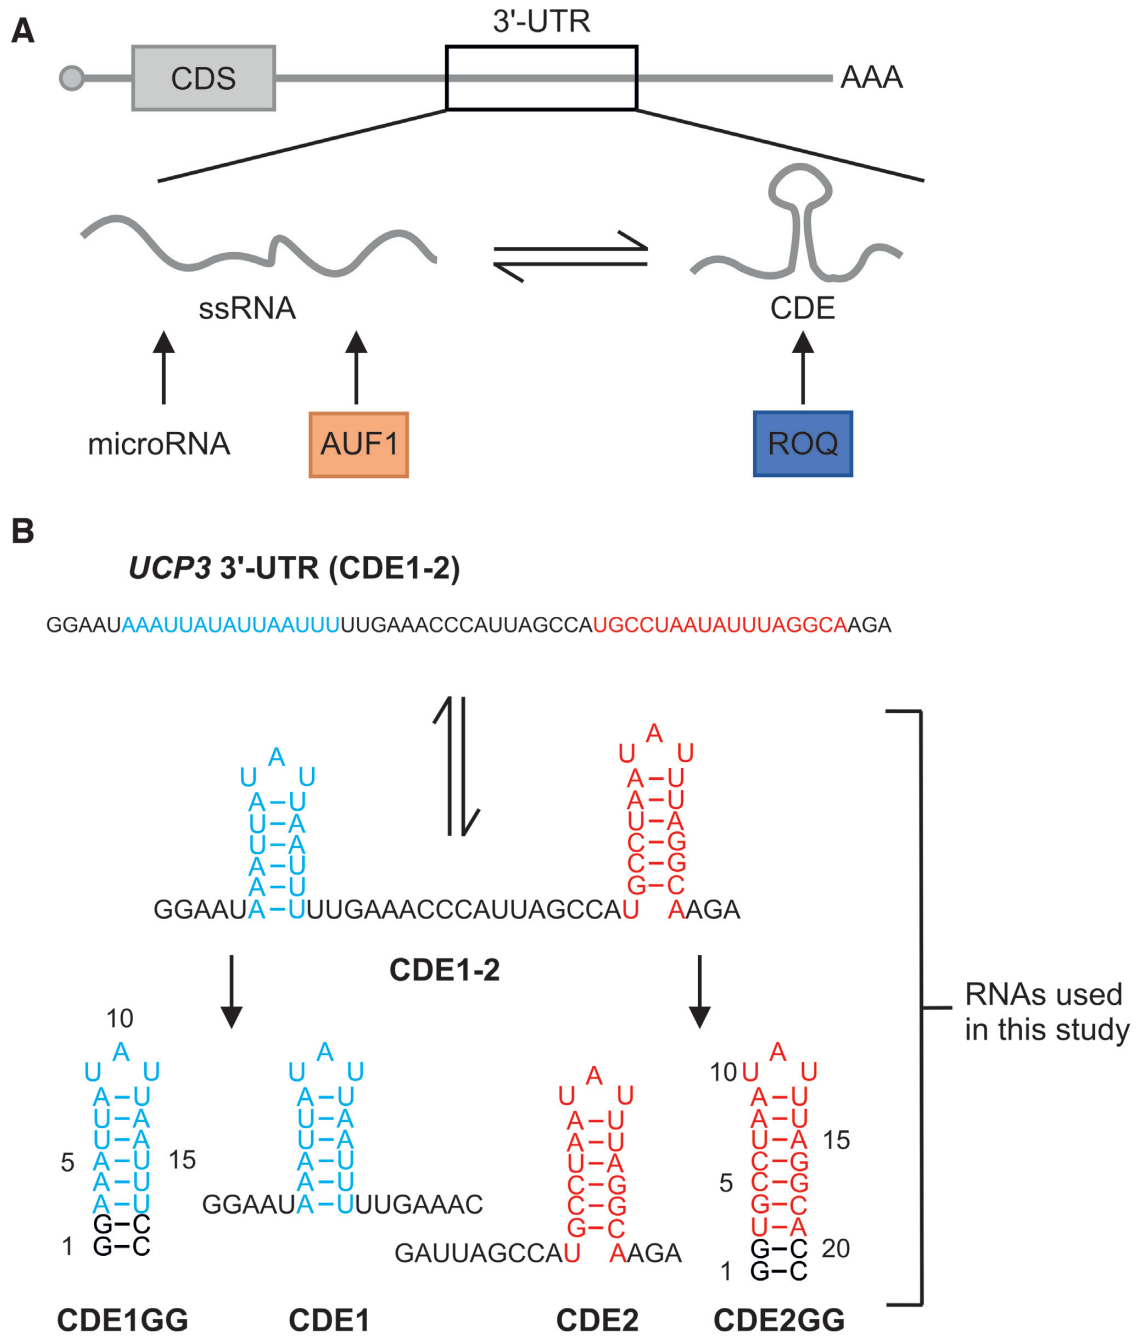 A
3'-UTR
CDS
AAA
ssRNA
CDE
microRNA
AUF1
ROQ
B
UCP3 3'-UTR (CDE1-2)
GGAAUAAAUUAUAUUAAUUUUUGAAACCCAUUAGCCAUGCCUAAUAUUUAGGCAAGA
A
U U
A–U
U–A
U–A
A–U
A–U
GGAAUA–UUUGAAACCCAUUAGCCAU AAGA
A
U U
A–U
A–U
U–A
C–G
C–G
G–C
CDE1-2
RNAs used
in this study
10
A
U U
A–U
U–A
U–A
5 A–U 15
A–U
A–U
G–C
1 G–C
A
U U
A–U
U–A
U–A
A–U
A–U
GGAAUA–UUUGAAAC
A
U U
A–U
A–U
U–A
C–G
C–G
G–C
GAUUAGCCAU AAGA
A
10 U U
A–U
A–U
U–A 15
C–G
5 C–G
G–C
U A
G–C 20
1 G–C
CDE1GG
CDE1
CDE2
CDE2GG